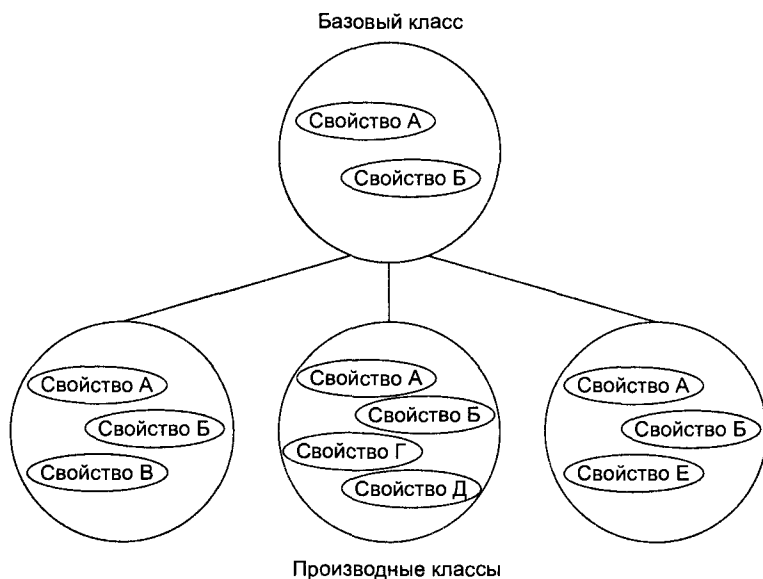 Базовый класс
Свойство А
Свойство Б
Свойство А
Свойство Б
Свойство В
Свойство А
Свойство Б
Свойство Г
Свойство Д
Свойство А
Свойство Б
Свойство Е
Производные классы